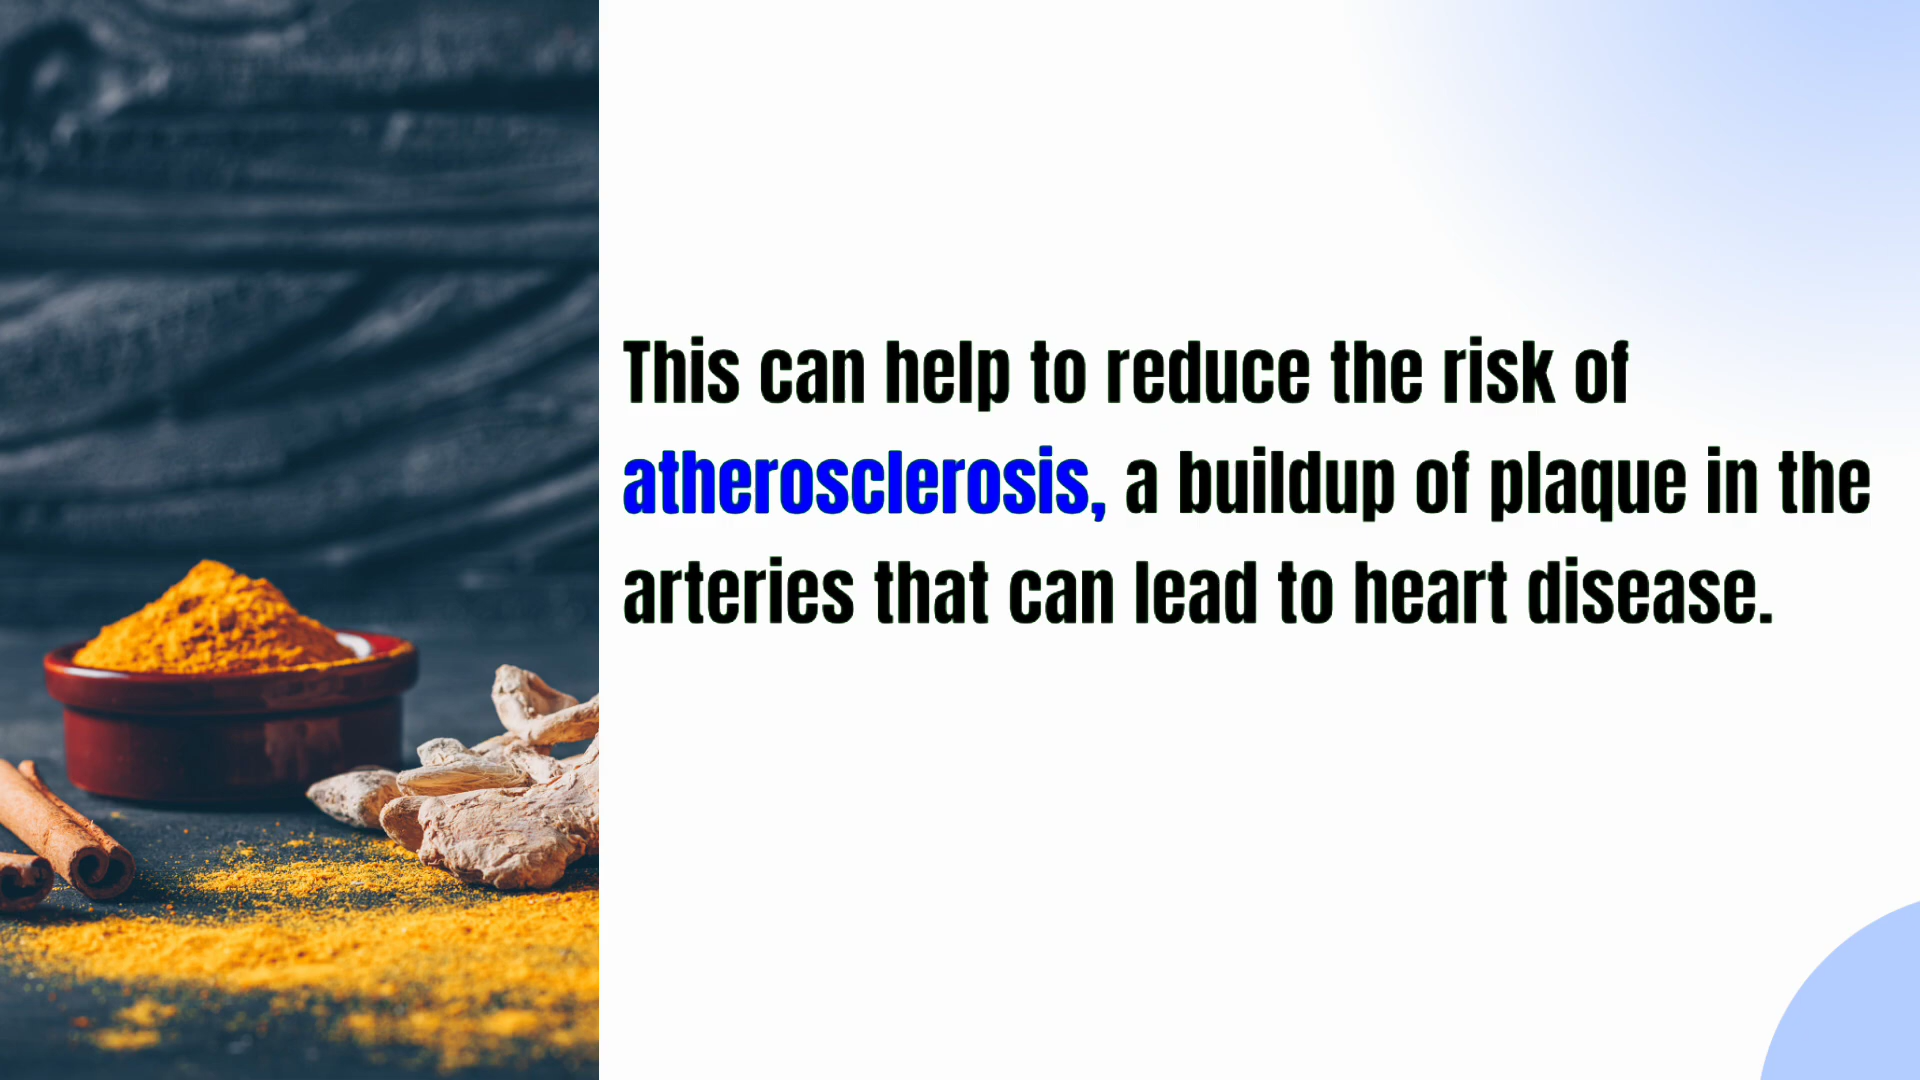 This can help to reduce the risk of
atherosclerosis, a buildup of plaque in the
arteries that can lead to heart disease.